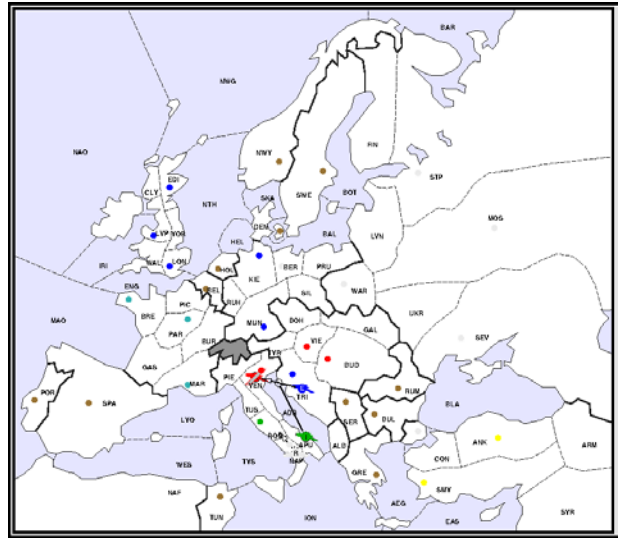 BAR
NWG
NAO
FIN
NWY
STP
SWE
EDI
CLY
BOT
NTH
SKA
MOS
DEN
LVP YOR
BAL
LVN
HEL
IRI
WAL LON
HOL
KIE
BER
PRU
WAR
ENG
BEL
RUH
SIL
UKR
PIC
BRE
MAO
MUN
BOH
GAL
PAR
SEV
BUR
VIE
TYR
BUD
GAS
PIE
VEN
TRI
RUM
MAR
BLA
POR
SPA
TUS
ADR
SER
BUL
LYO
ROM
APU
ANK
ALB
CON
ARM
WES
TYS
GRE
SMY
NAF
TUN
ION
AEG
EAS
SYR